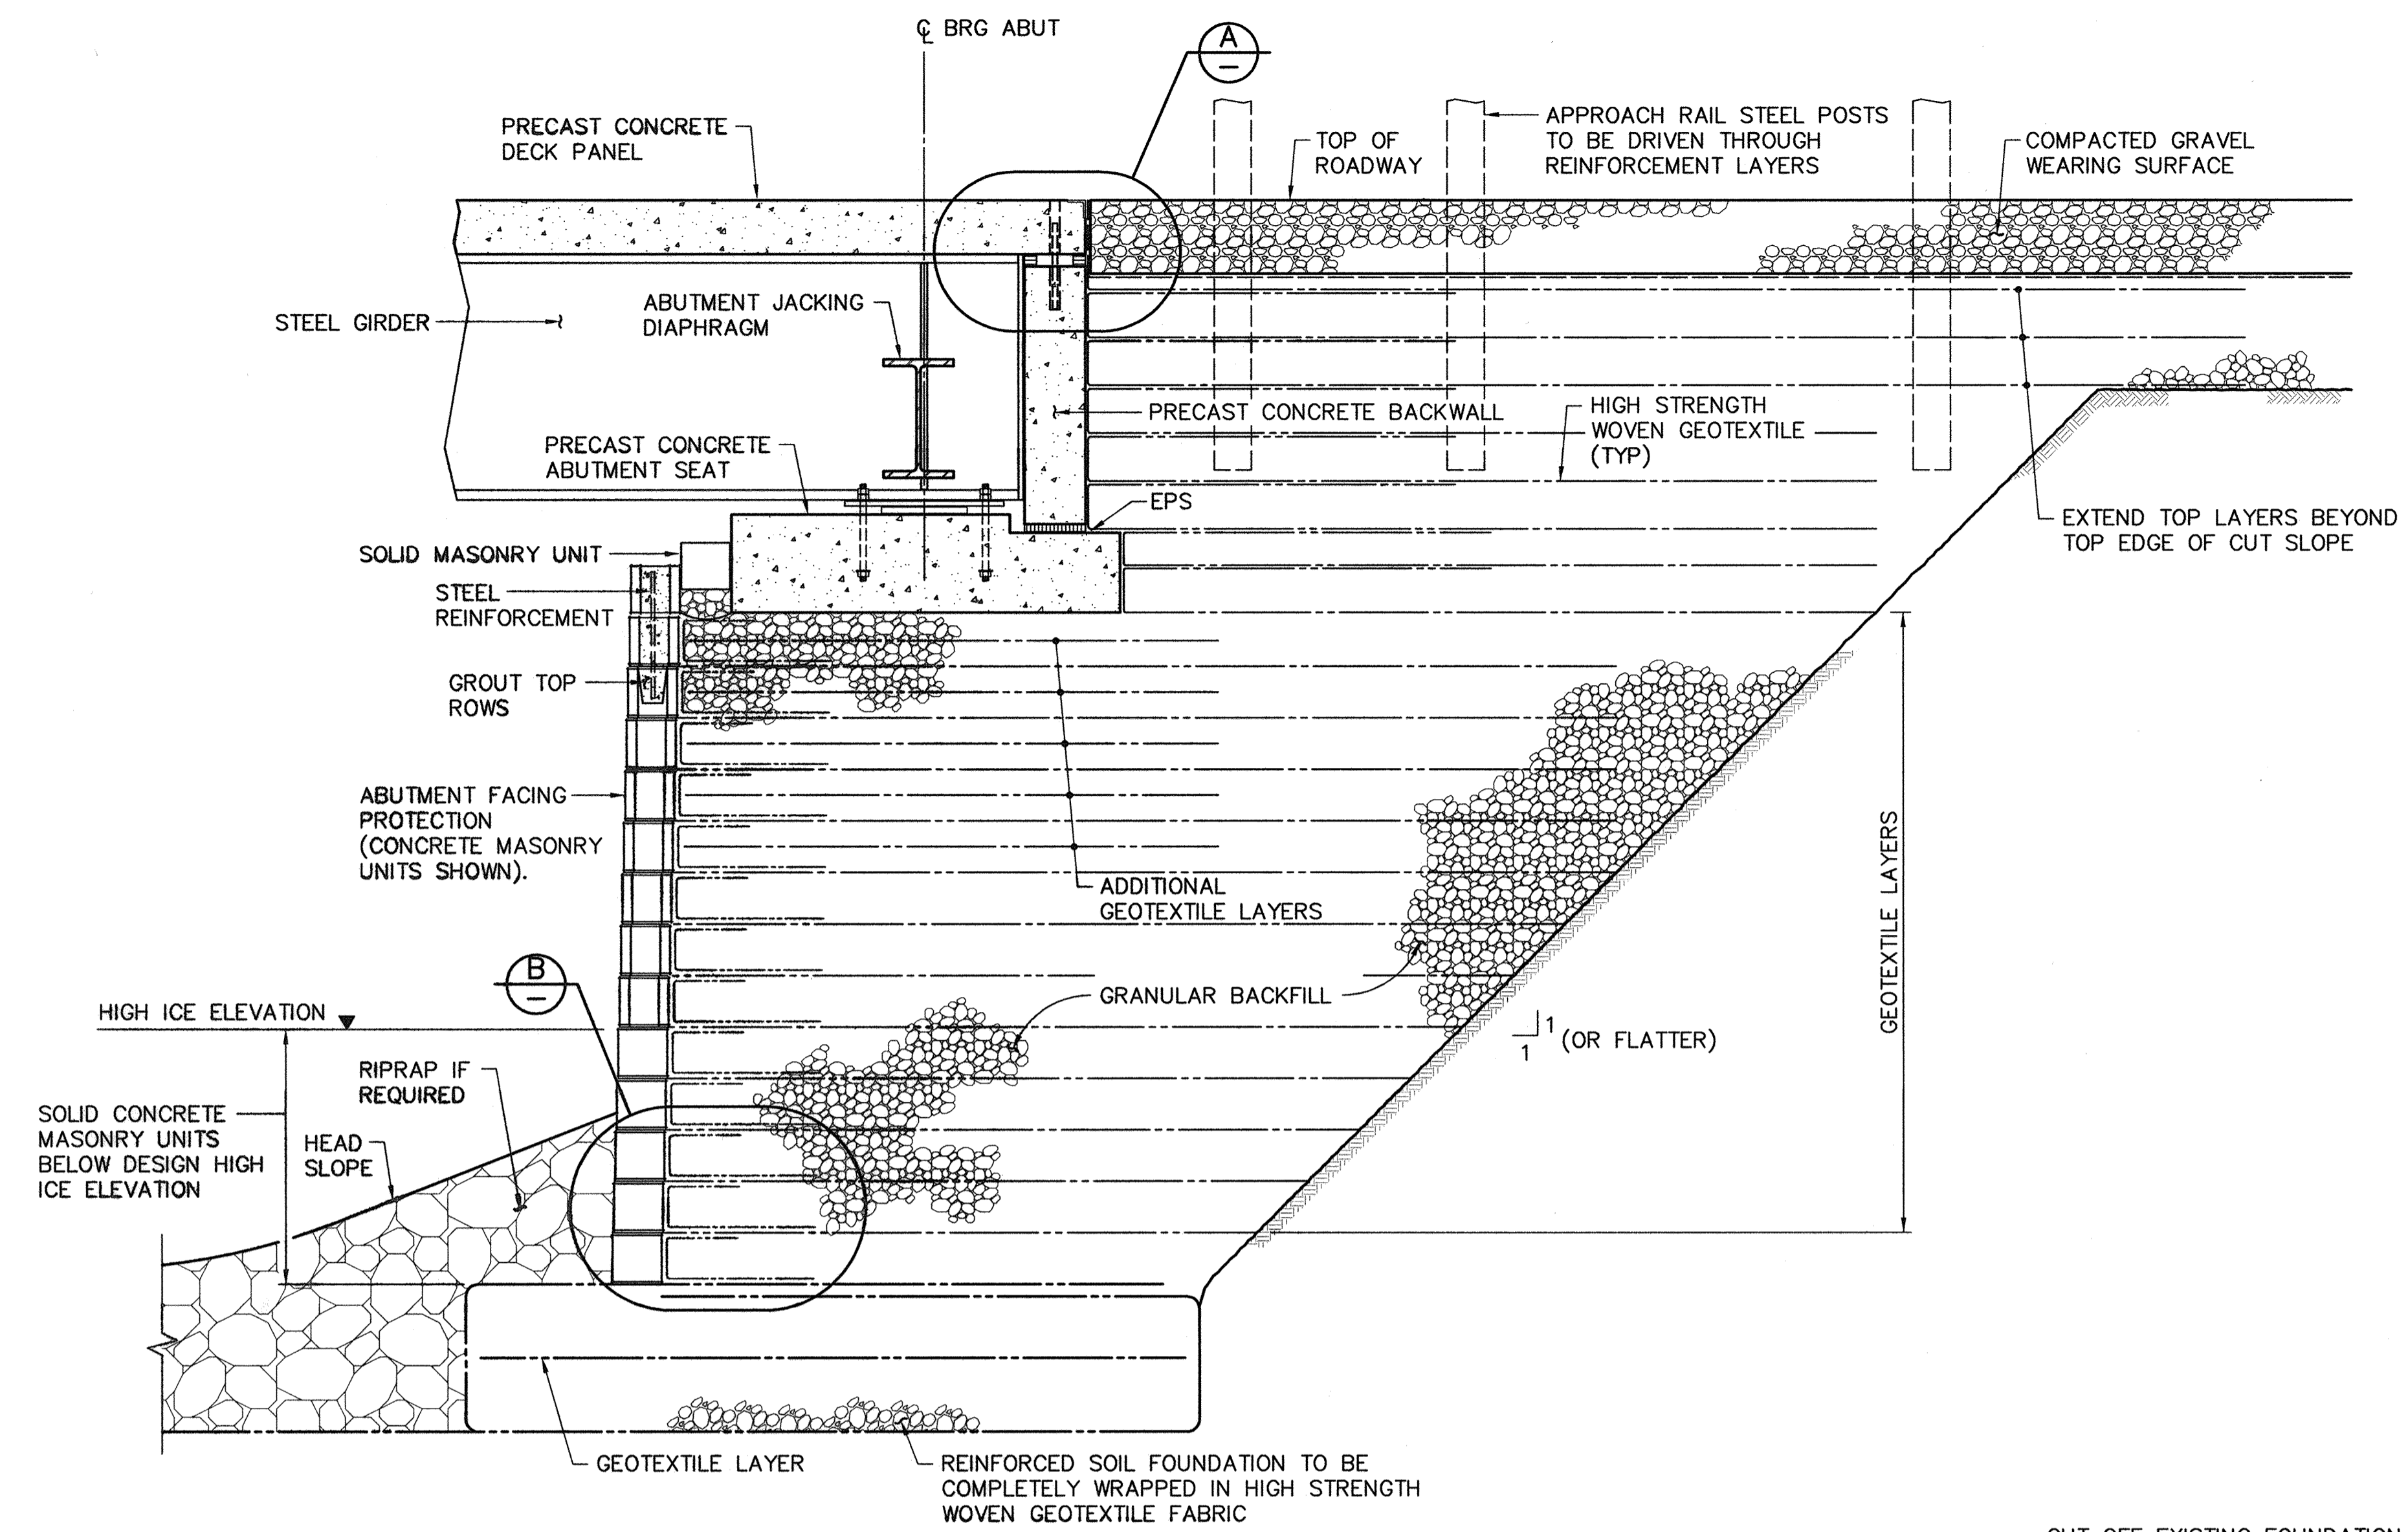 ℄ BRG ABUT
A
PRECAST CONCRETE
DECK PANEL
TOP OF
ROADWAY
APPROACH RAIL STEEL POSTS
TO BE DRIVEN THROUGH
REINFORCEMENT LAYERS
COMPACTED GRAVEL
WEARING SURFACE
STEEL GIRDER
ABUTMENT JACKING
DIAPHRAGM
PRECAST CONCRETE BACKWALL
HIGH STRENGTH
WOVEN GEOTEXTILE
(TYP)
PRECAST CONCRETE
ABUTMENT SEAT
EPS
EXTEND TOP LAYERS BEYOND
TOP EDGE OF CUT SLOPE
SOLID MASONRY UNIT
STEEL
REINFORCEMENT
GROUT TOP
ROWS
ABUTMENT FACING
PROTECTION
(CONCRETE MASONRY
UNITS SHOWN).
ADDITIONAL
GEOTEXTILE LAYERS
GEOTEXTILE LAYERS
B
GRANULAR BACKFILL
HIGH ICE ELEVATION
1
1
(OR FLATTER)
RIPRAP IF
REQUIRED
SOLID CONCRETE
MASONRY UNITS
BELOW DESIGN HIGH
ICE ELEVATION
HEAD
SLOPE
GEOTEXTILE LAYER
REINFORCED SOIL FOUNDATION TO BE
COMPLETELY WRAPPED IN HIGH STRENGTH
WOVEN GEOTEXTILE FABRIC
CUT OFF EXISTING FOUNDATION